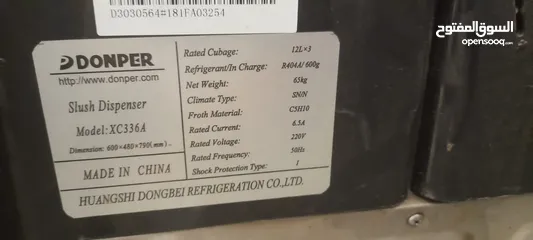 D3030564#181FA03254
السوق المفتوح
opensooq.com
DONPER
http://www.donper.com
Slush Dispenser
Model: XC336A
Dimension: 600×480×790(mm)
MADE IN CHINA
Rated Cubage: 12L×3
Refrigerant/In Charge: R404A/600g
Net Weight: 65kg
Climate Type: SN/N
Froth Material: C5H10
Rated Current: 6.5A
Rated Voltage: 220V
Rated Frequency: 50Hz
Shock Protection Type: I
HUANGSHI DONGBEI REFRIGERATION CO.,LTD.